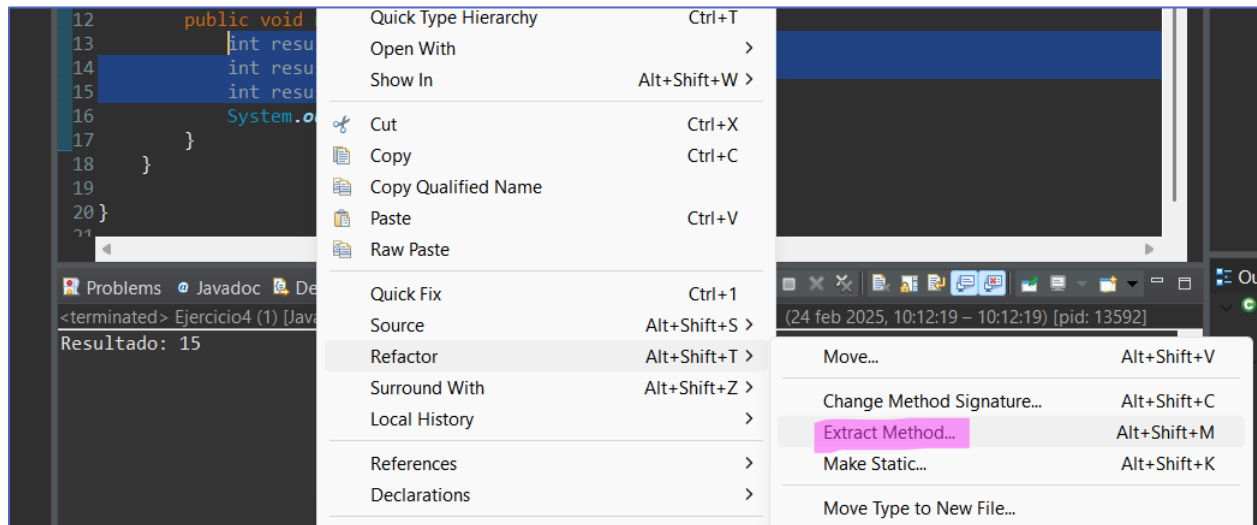 12 public void
13 int resu
14 int resu
15 int resu
16 System.o
17 }
18 }
19
20 }
21
Quick Type Hierarchy Ctrl+T
Open With >
Show In Alt+Shift+W >
Cut Ctrl+X
Copy Ctrl+C
Copy Qualified Name
Paste Ctrl+V
Raw Paste
Quick Fix Ctrl+1
Source Alt+Shift+S >
Refactor Alt+Shift+T >
Surround With Alt+Shift+Z >
Local History >
References >
Declarations >
Problems @ Javadoc De
<terminated> Ejercicio4 (1) [Java
(24 feb 2025, 10:12:19 – 10:12:19) [pid: 13592]
Resultado: 15
Ou
Move... Alt+Shift+V
Change Method Signature... Alt+Shift+C
Extract Method... Alt+Shift+M
Make Static... Alt+Shift+K
Move Type to New File...